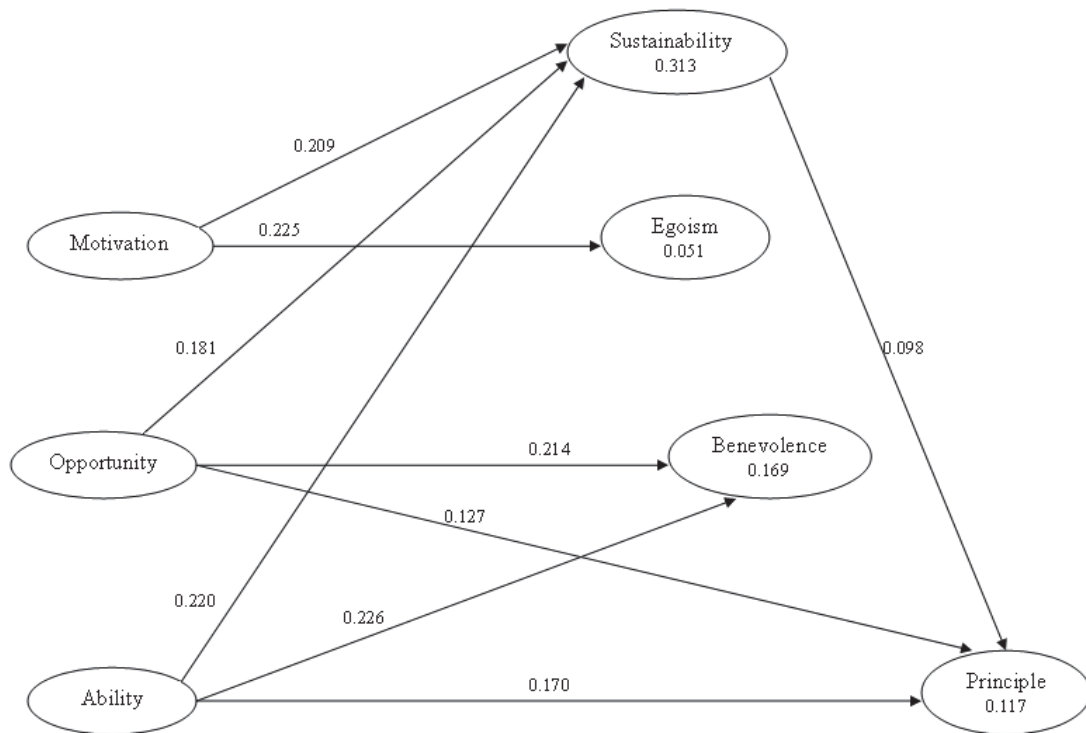 Sustainability
0.313
0.209
Motivation
0.225
Egoism
0.051
0.181
0.098
Opportunity
0.214
Benevolence
0.169
0.127
0.220
0.226
Ability
0.170
Principle
0.117